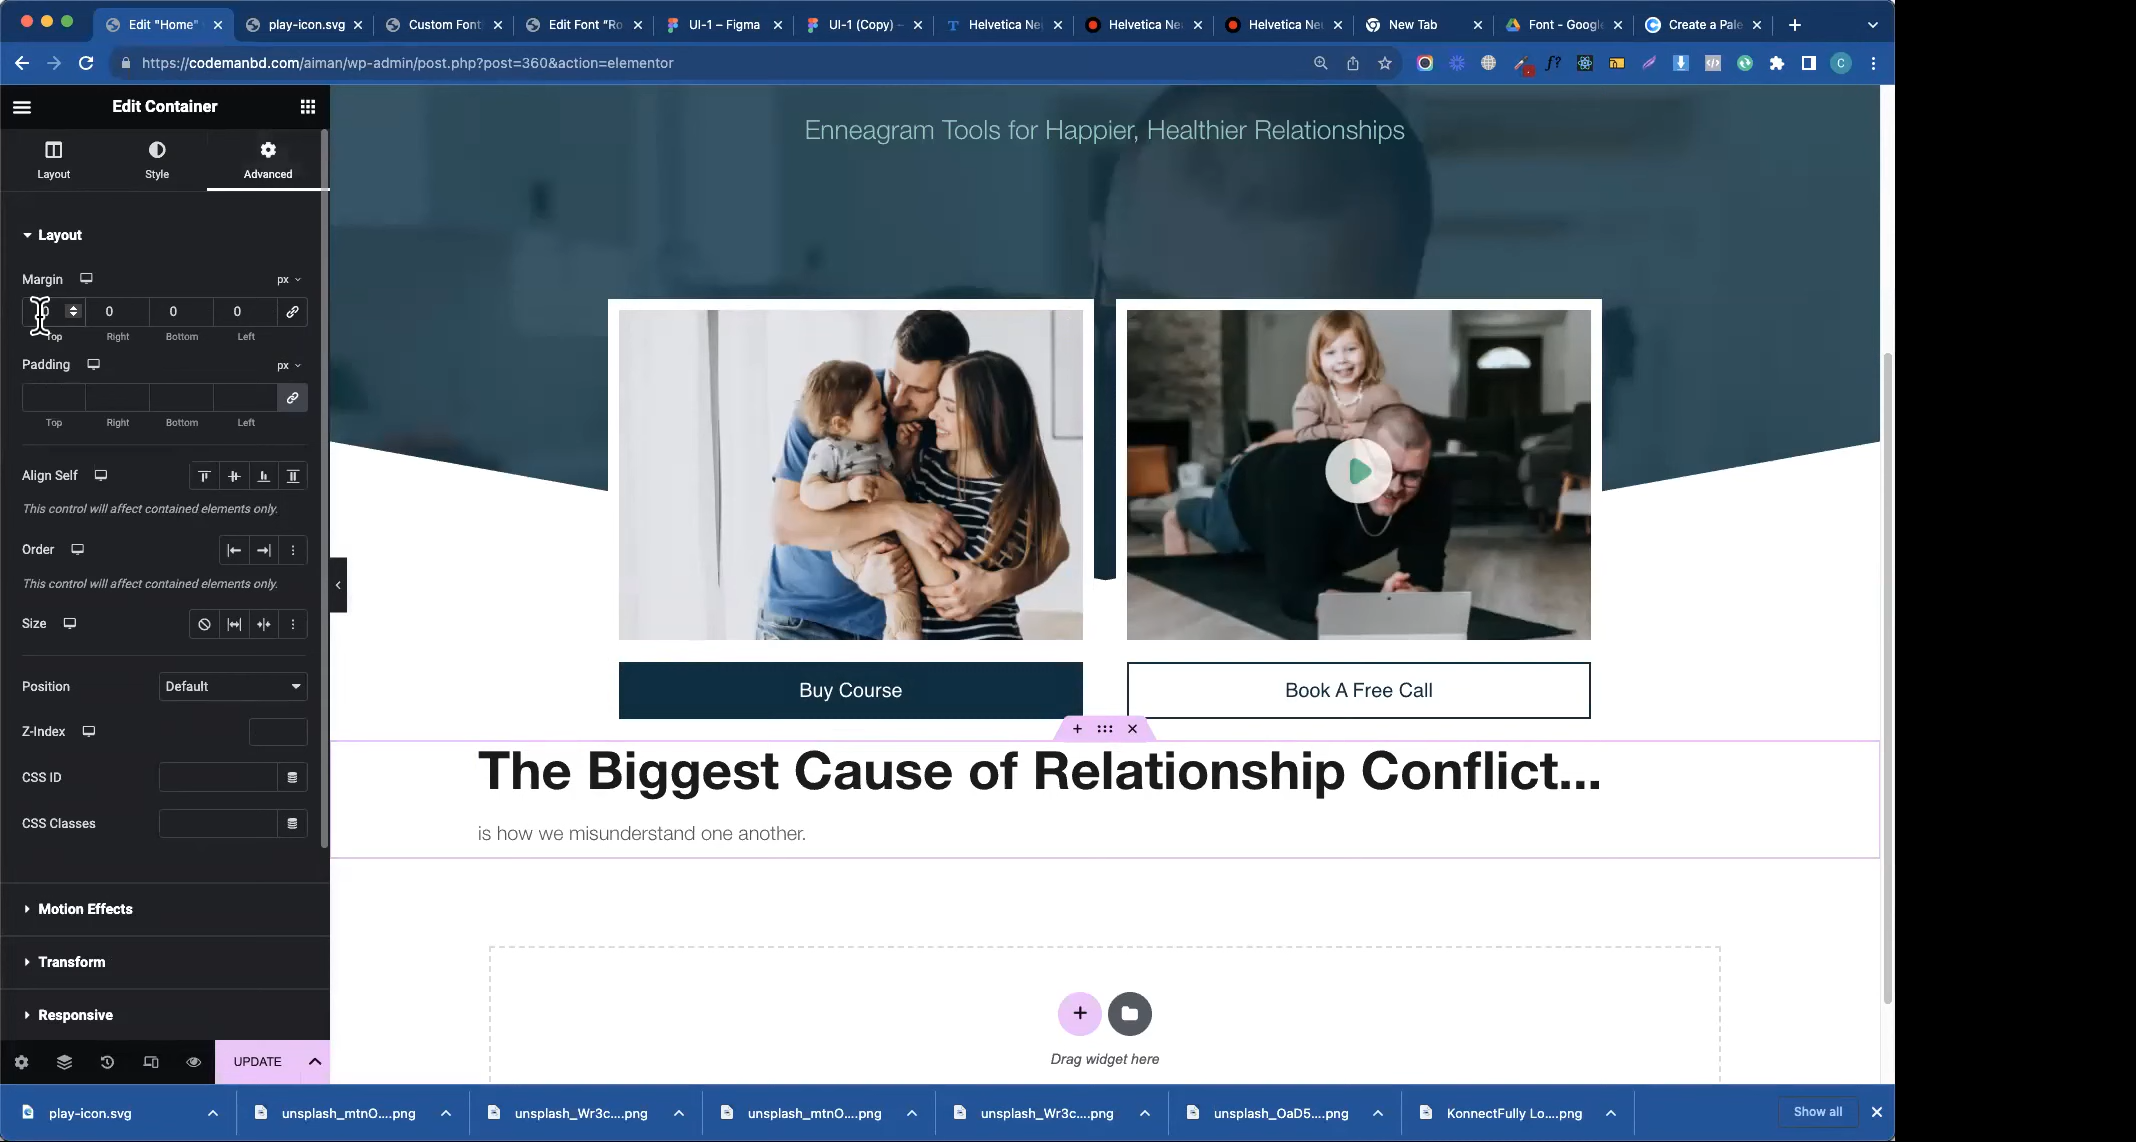 Edit "Home"
play-icon.svg
Custom Font
Edit Font "Ro
UI-1 – Figma
UI-1 (Copy) –
Helvetica Ne
Helvetica Ne
Helvetica Neu
New Tab
Font - Google
Create a Pale
https://codemanbd.com/aiman/wp-admin/post.php?post=360&action=elementor
f?
C
Edit Container
Layout
Style
Advanced
Layout
Margin
px
0
0
0
0
Top
Right
Bottom
Left
Padding
px
Top
Right
Bottom
Left
Align Self
This control will affect contained elements only.
Order
This control will affect contained elements only.
Size
Position
Default
Z-Index
CSS ID
CSS Classes
Motion Effects
Transform
Responsive
UPDATE
Enneagram Tools for Happier, Healthier Relationships
Buy Course
Book A Free Call
The Biggest Cause of Relationship Conflict...
is how we misunderstand one another.
Drag widget here
play-icon.svg
unsplash_mtnO....png
unsplash_Wr3c....png
unsplash_mtnO....png
unsplash_Wr3c....png
unsplash_OaD5....png
KonnectFully Lo....png
Show all